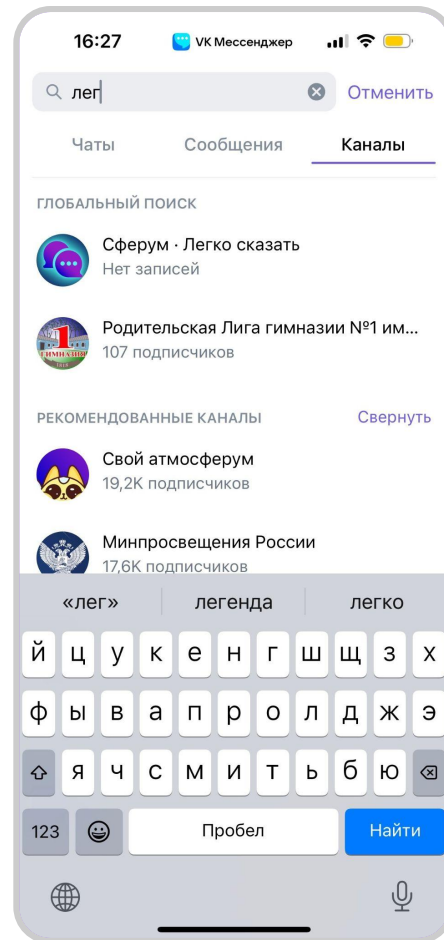 16:27 VK Мессенджер
лег Отменить
Чаты Сообщения Каналы
ГЛОБАЛЬНЫЙ ПОИСК
Сферум · Легко сказать
Нет записей
Родительская Лига гимназии №1 им...
107 подписчиков
1
ГИМНАЗИЯ
РЕКОМЕНДОВАННЫЕ КАНАЛЫ Свернуть
Свой атмосферум
19,2K подписчиков
Минпросвещения России
17,6K подписчиков
«лег» легенда легко
й ц у к е н г ш щ з х
ф ы в а п р о л д ж э
я ч с м и т ь б ю
123 Пробел Найти